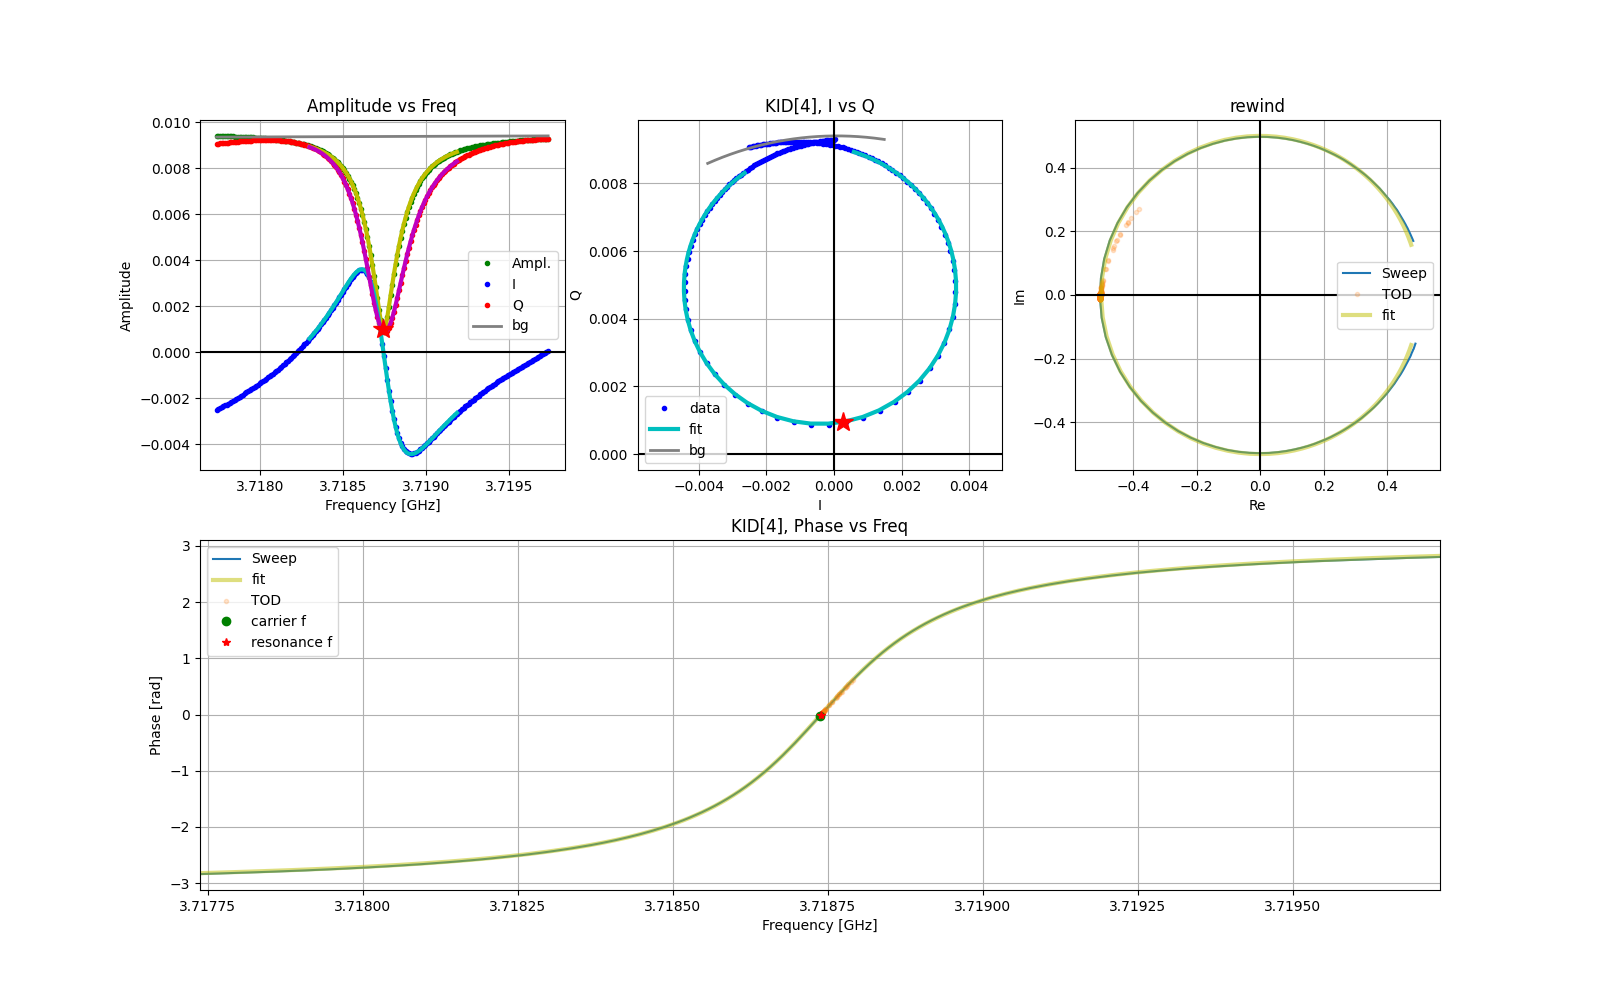 Amplitude vs Freq
0.010
0.008
0.006
0.004
0.002
0.000
−0.002
−0.004
Amplitude
Ampl.
I
Q
bg
3.7180
3.7185
3.7190
3.7195
Frequency [GHz]
KID[4], I vs Q
0.008
0.006
0.004
0.002
0.000
Q
data
fit
bg
−0.004
−0.002
0.000
0.002
0.004
I
rewind
0.4
0.2
0.0
−0.2
−0.4
Im
Sweep
TOD
fit
−0.4
−0.2
0.0
0.2
0.4
Re
KID[4], Phase vs Freq
3
2
1
0
−1
−2
−3
Phase [rad]
Sweep
fit
TOD
carrier f
resonance f
3.71775
3.71800
3.71825
3.71850
3.71875
3.71900
3.71925
3.71950
Frequency [GHz]